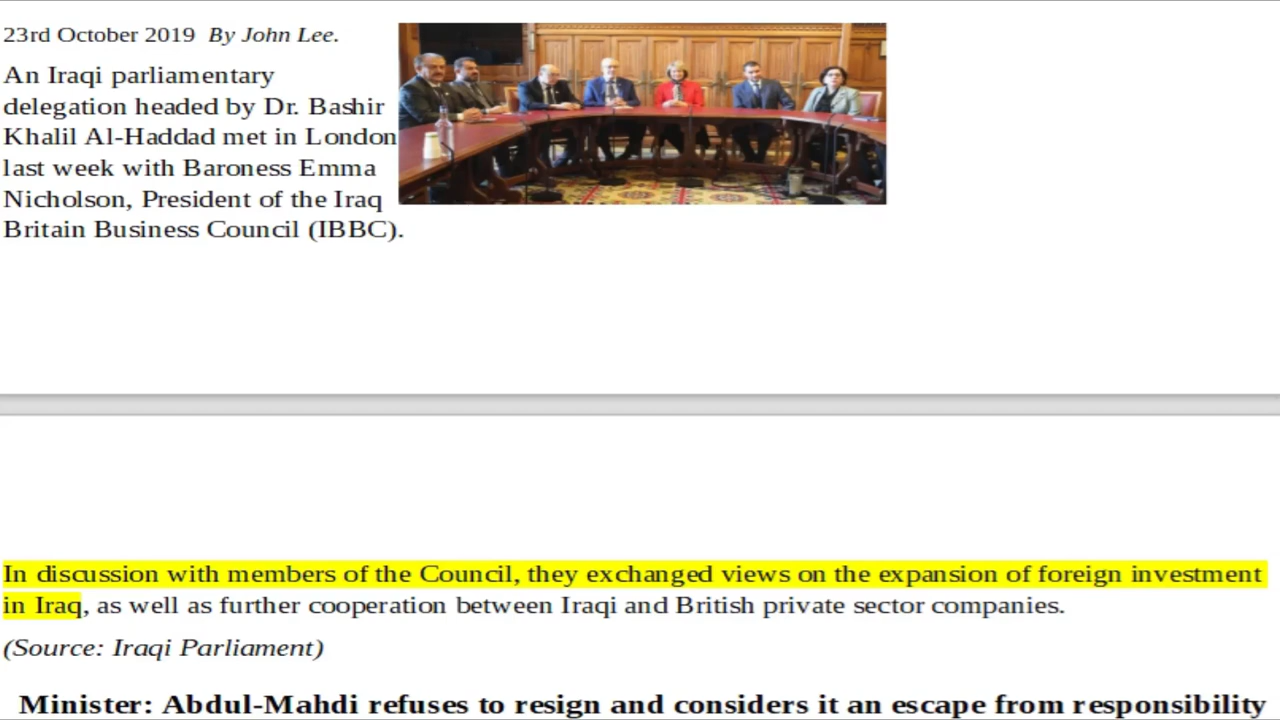 23rd October 2019 By John Lee.
An Iraqi parliamentary
delegation headed by Dr. Bashir
Khalil Al-Haddad met in London
last week with Baroness Emma
Nicholson, President of the Iraq
Britain Business Council (IBBC).
In discussion with members of the Council, they exchanged views on the expansion of foreign investment
in Iraq, as well as further cooperation between Iraqi and British private sector companies.
(Source: Iraqi Parliament)
Minister: Abdul-Mahdi refuses to resign and considers it an escape from responsibility